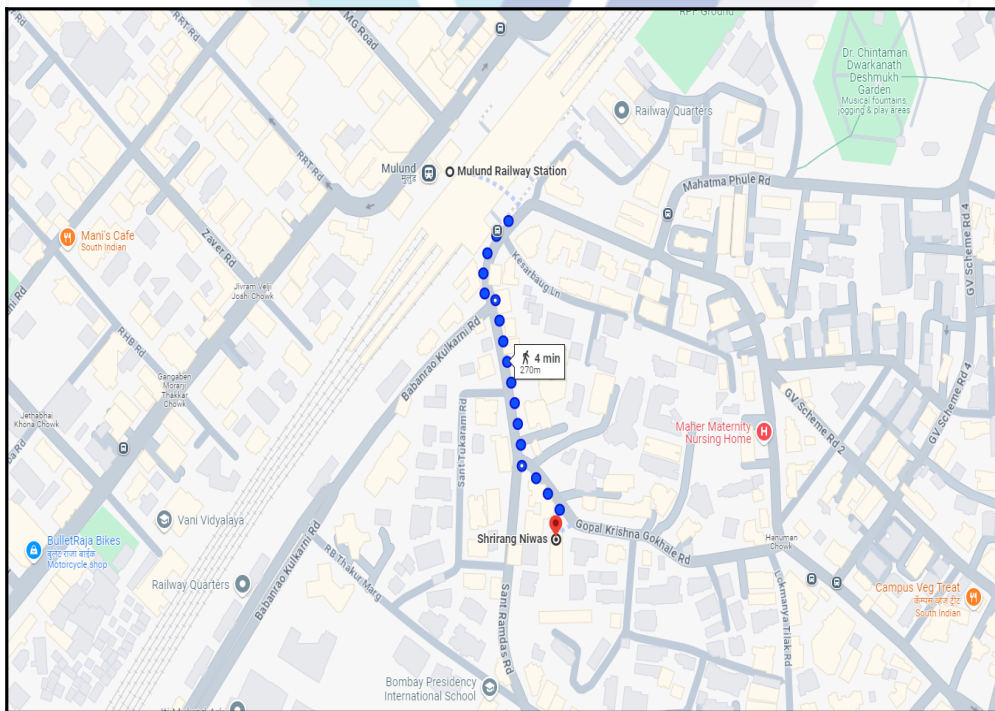 RPF Ground
MG Road
RRT Rd
Dr. Chintaman
Dwarkanath
Deshmukh
Garden
Musical fountains,
jogging & play areas
Railway Quarters
RRT Rd
Mulund
मुलुंड
Mulund Railway Station
Mahatma Phule Rd
GV Scheme Rd 4
Mani's Cafe
South Indian
Zaver Rd
Kesarbaug Ln
Jivram Velji
Joshi Chowk
RHB Rd
Babanrao Kulkarni Rd
4 min
270m
Gangaben
Morarji
Thakkar
Chowk
GV Scheme Rd 4
GV Scheme Rd 2
Jethabhai
Khona Chowk
Sant Tukaram Rd
Maher Maternity
Nursing Home
Vani Vidyalaya
Gopal Krishna Gokhale Rd
Shrirang Niwas
Hanuman
Chowk
BulletRaja Bikes
बुलेट राजा बाईक
Motorcycle shop
Babanrao Kulkarni Rd
RB Thakur Marg
Railway Quarters
Sant Ramdas Rd
Lokmanya Tilak Rd
Campus Veg Treat
South Indian
Bombay Presidency
International School